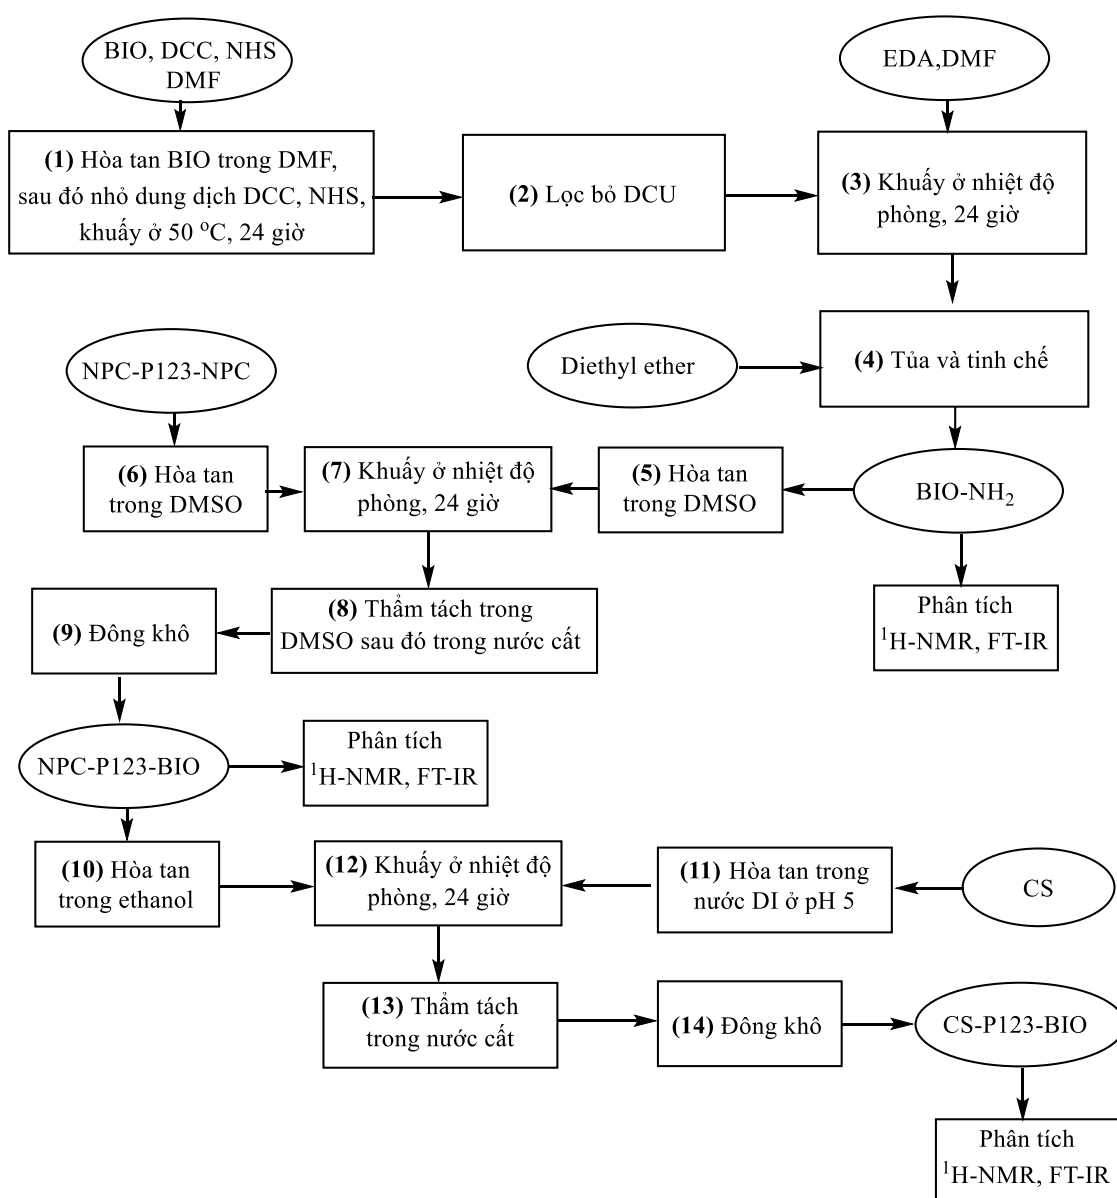 BIO, DCC, NHS
DMF
EDA,DMF
(1) Hòa tan BIO trong DMF,
sau đó nhỏ dung dịch DCC, NHS,
khuấy ở 50 °C, 24 giờ
(2) Lọc bỏ DCU
(3) Khuấy ở nhiệt độ
phòng, 24 giờ
NPC-P123-NPC
Diethyl ether
(4) Tủa và tinh chế
(6) Hòa tan
trong DMSO
(7) Khuấy ở nhiệt độ
phòng, 24 giờ
(5) Hòa tan
trong DMSO
BIO-NH₂
(9) Đông khô
(8) Thẩm tách trong
DMSO sau đó trong nước cất
Phân tích
¹H-NMR, FT-IR
NPC-P123-BIO
Phân tích
¹H-NMR, FT-IR
(10) Hòa tan
trong ethanol
(12) Khuấy ở nhiệt độ
phòng, 24 giờ
(11) Hòa tan trong
nước DI ở pH 5
CS
(13) Thẩm tách
trong nước cất
(14) Đông khô
CS-P123-BIO
Phân tích
¹H-NMR, FT-IR